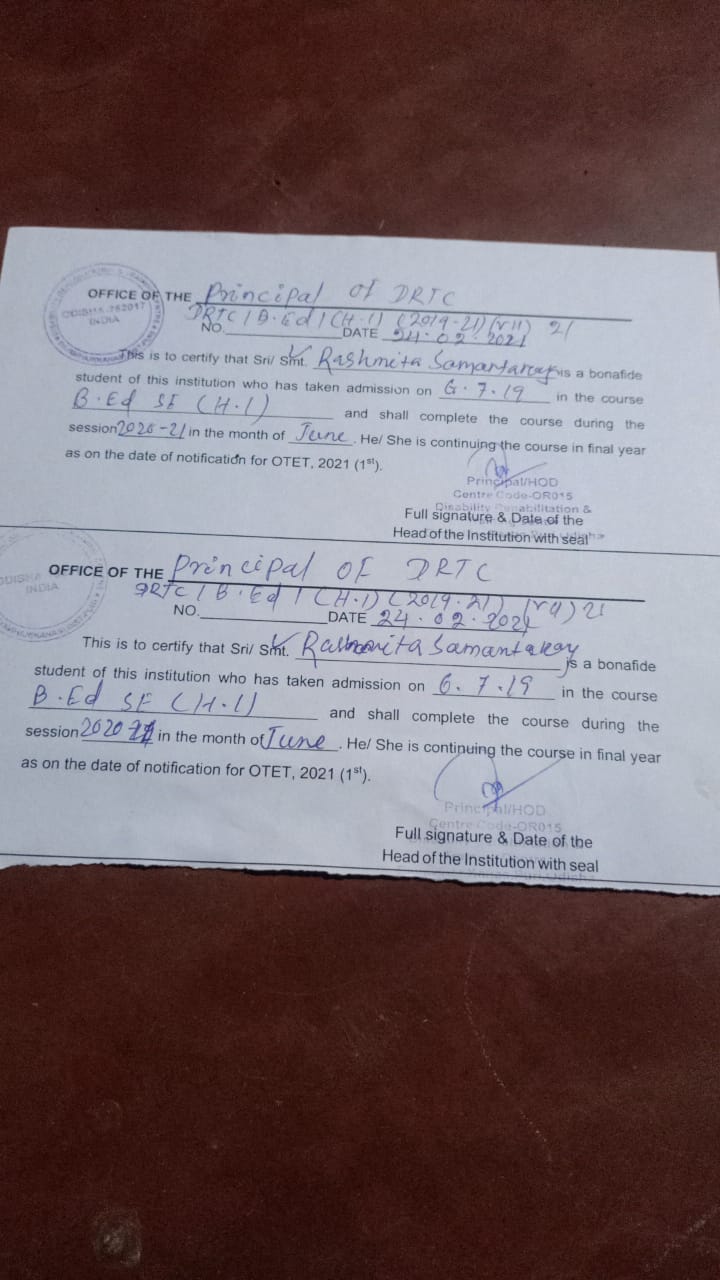 OFFICE OF THE Principal of DRTC
DRTC / B.Ed / (H.I) (2019-21) (VII) 21
NO. DATE 24.02.2021
This is to certify that Sri/ Smt. Rashmita Samantaray is a bonafide
student of this institution who has taken admission on 6.7.19 in the course
B.Ed SE (H.I) and shall complete the course during the
session 2020-21 in the month of June. He/ She is continuing the course in final year
as on the date of notification for OTET, 2021 (1st).
Principal/HOD
Centre Code-OR015
Disability Rehabilitation &
Full signature & Date of the
Head of the Institution with seal
ODISHA-752017
INDIA
OFFICE OF THE Principal OF DRTC
DRTC / B.Ed / (H.I) (2019-21) 21
NO. DATE 24.02.2021
This is to certify that Sri/ Smt. Rashmita Samantaray is a bonafide
student of this institution who has taken admission on 6.7.19 in the course
B.Ed SE (H.I) and shall complete the course during the
session 2020 21 in the month of June. He/ She is continuing the course in final year
as on the date of notification for OTET, 2021 (1st).
Principal/HOD
Centre Code-OR015
Full signature & Date of the
Head of the Institution with seal
ODISHA
INDIA